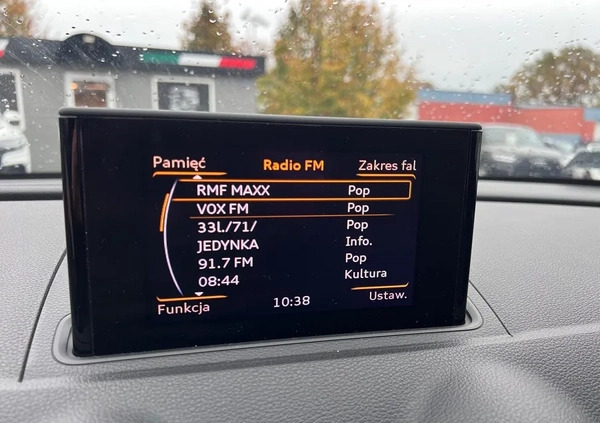 Pamięć Radio FM Zakres fal
RMF MAXX Pop
VOX FM Pop
33L./71/ Pop
JEDYNKA Info.
91.7 FM Pop
08:44 Kultura
Funkcja 10:38 Ustaw.